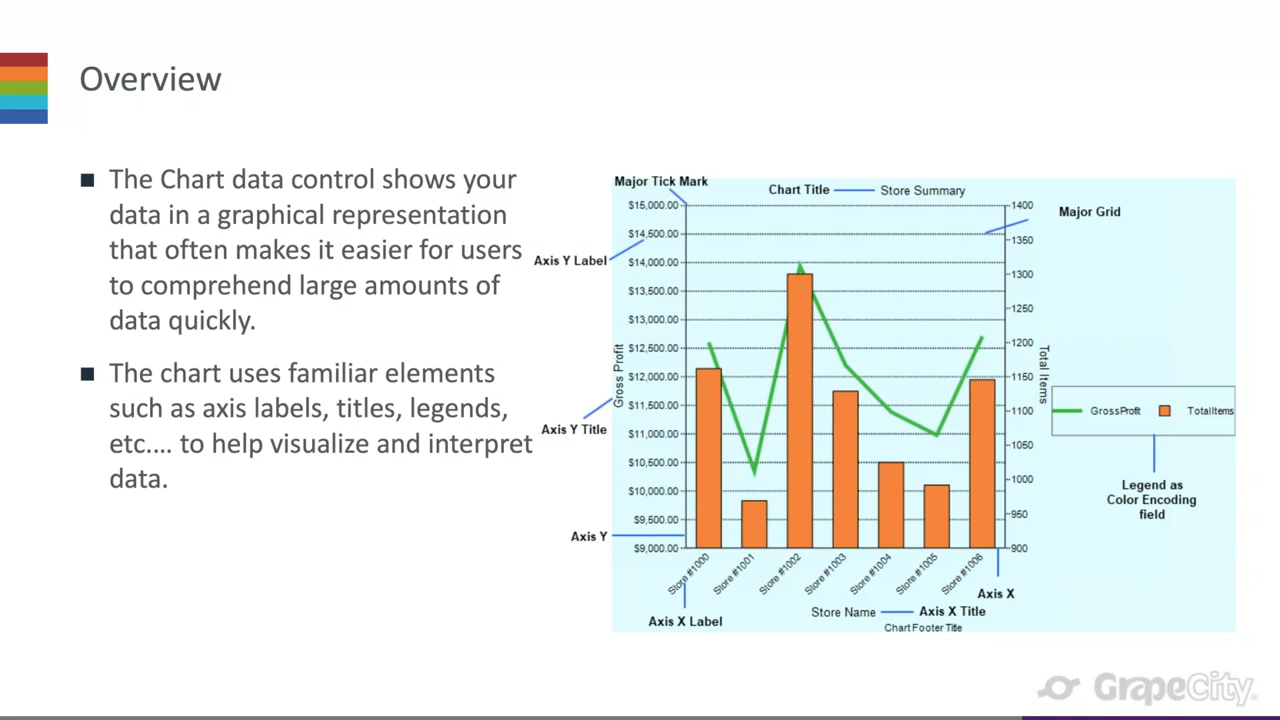 Overview
■ The Chart data control shows your
data in a graphical representation
that often makes it easier for users
to comprehend large amounts of
data quickly.
■ The chart uses familiar elements
such as axis labels, titles, legends,
etc.... to help visualize and interpret
data.
Major Tick Mark
Chart Title
Store Summary
Major Grid
Axis Y Label
Axis Y Title
Axis Y
Gross Profit
$15,000.00
$14,500.00
$14,000.00
$13,500.00
$13,000.00
$12,500.00
$12,000.00
$11,500.00
$11,000.00
$10,500.00
$10,000.00
$9,500.00
$9,000.00
1400
1350
1300
1250
1200
1150
1100
1050
1000
950
900
Total Items
GrossProfit
TotalItems
Legend as
Color Encoding
field
Store #1000
Store #1001
Store #1002
Store #1003
Store #1004
Store #1005
Store #1006
Axis X
Axis X Label
Store Name
Axis X Title
Chart Footer Title
GrapeCity